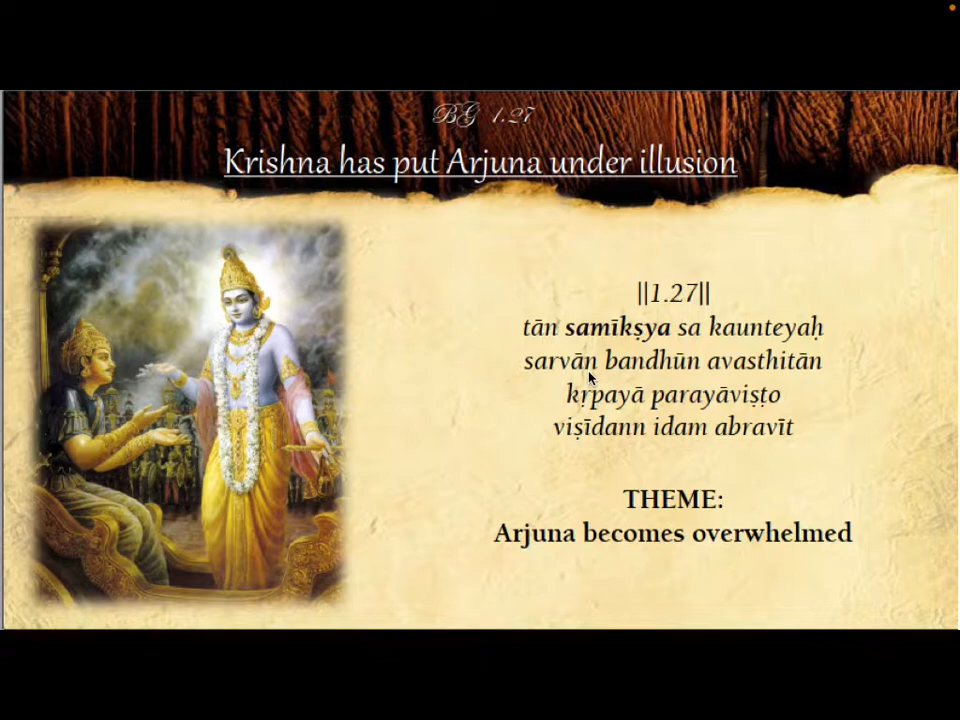 BG 1.27
Krishna has put Arjuna under illusion
||1.27||
tān samīkṣya sa kaunteyaḥ
sarvān bandhūn avasthitān
kṛpayā parayāviṣṭo
viṣīdann idam abravīt
THEME:
Arjuna becomes overwhelmed